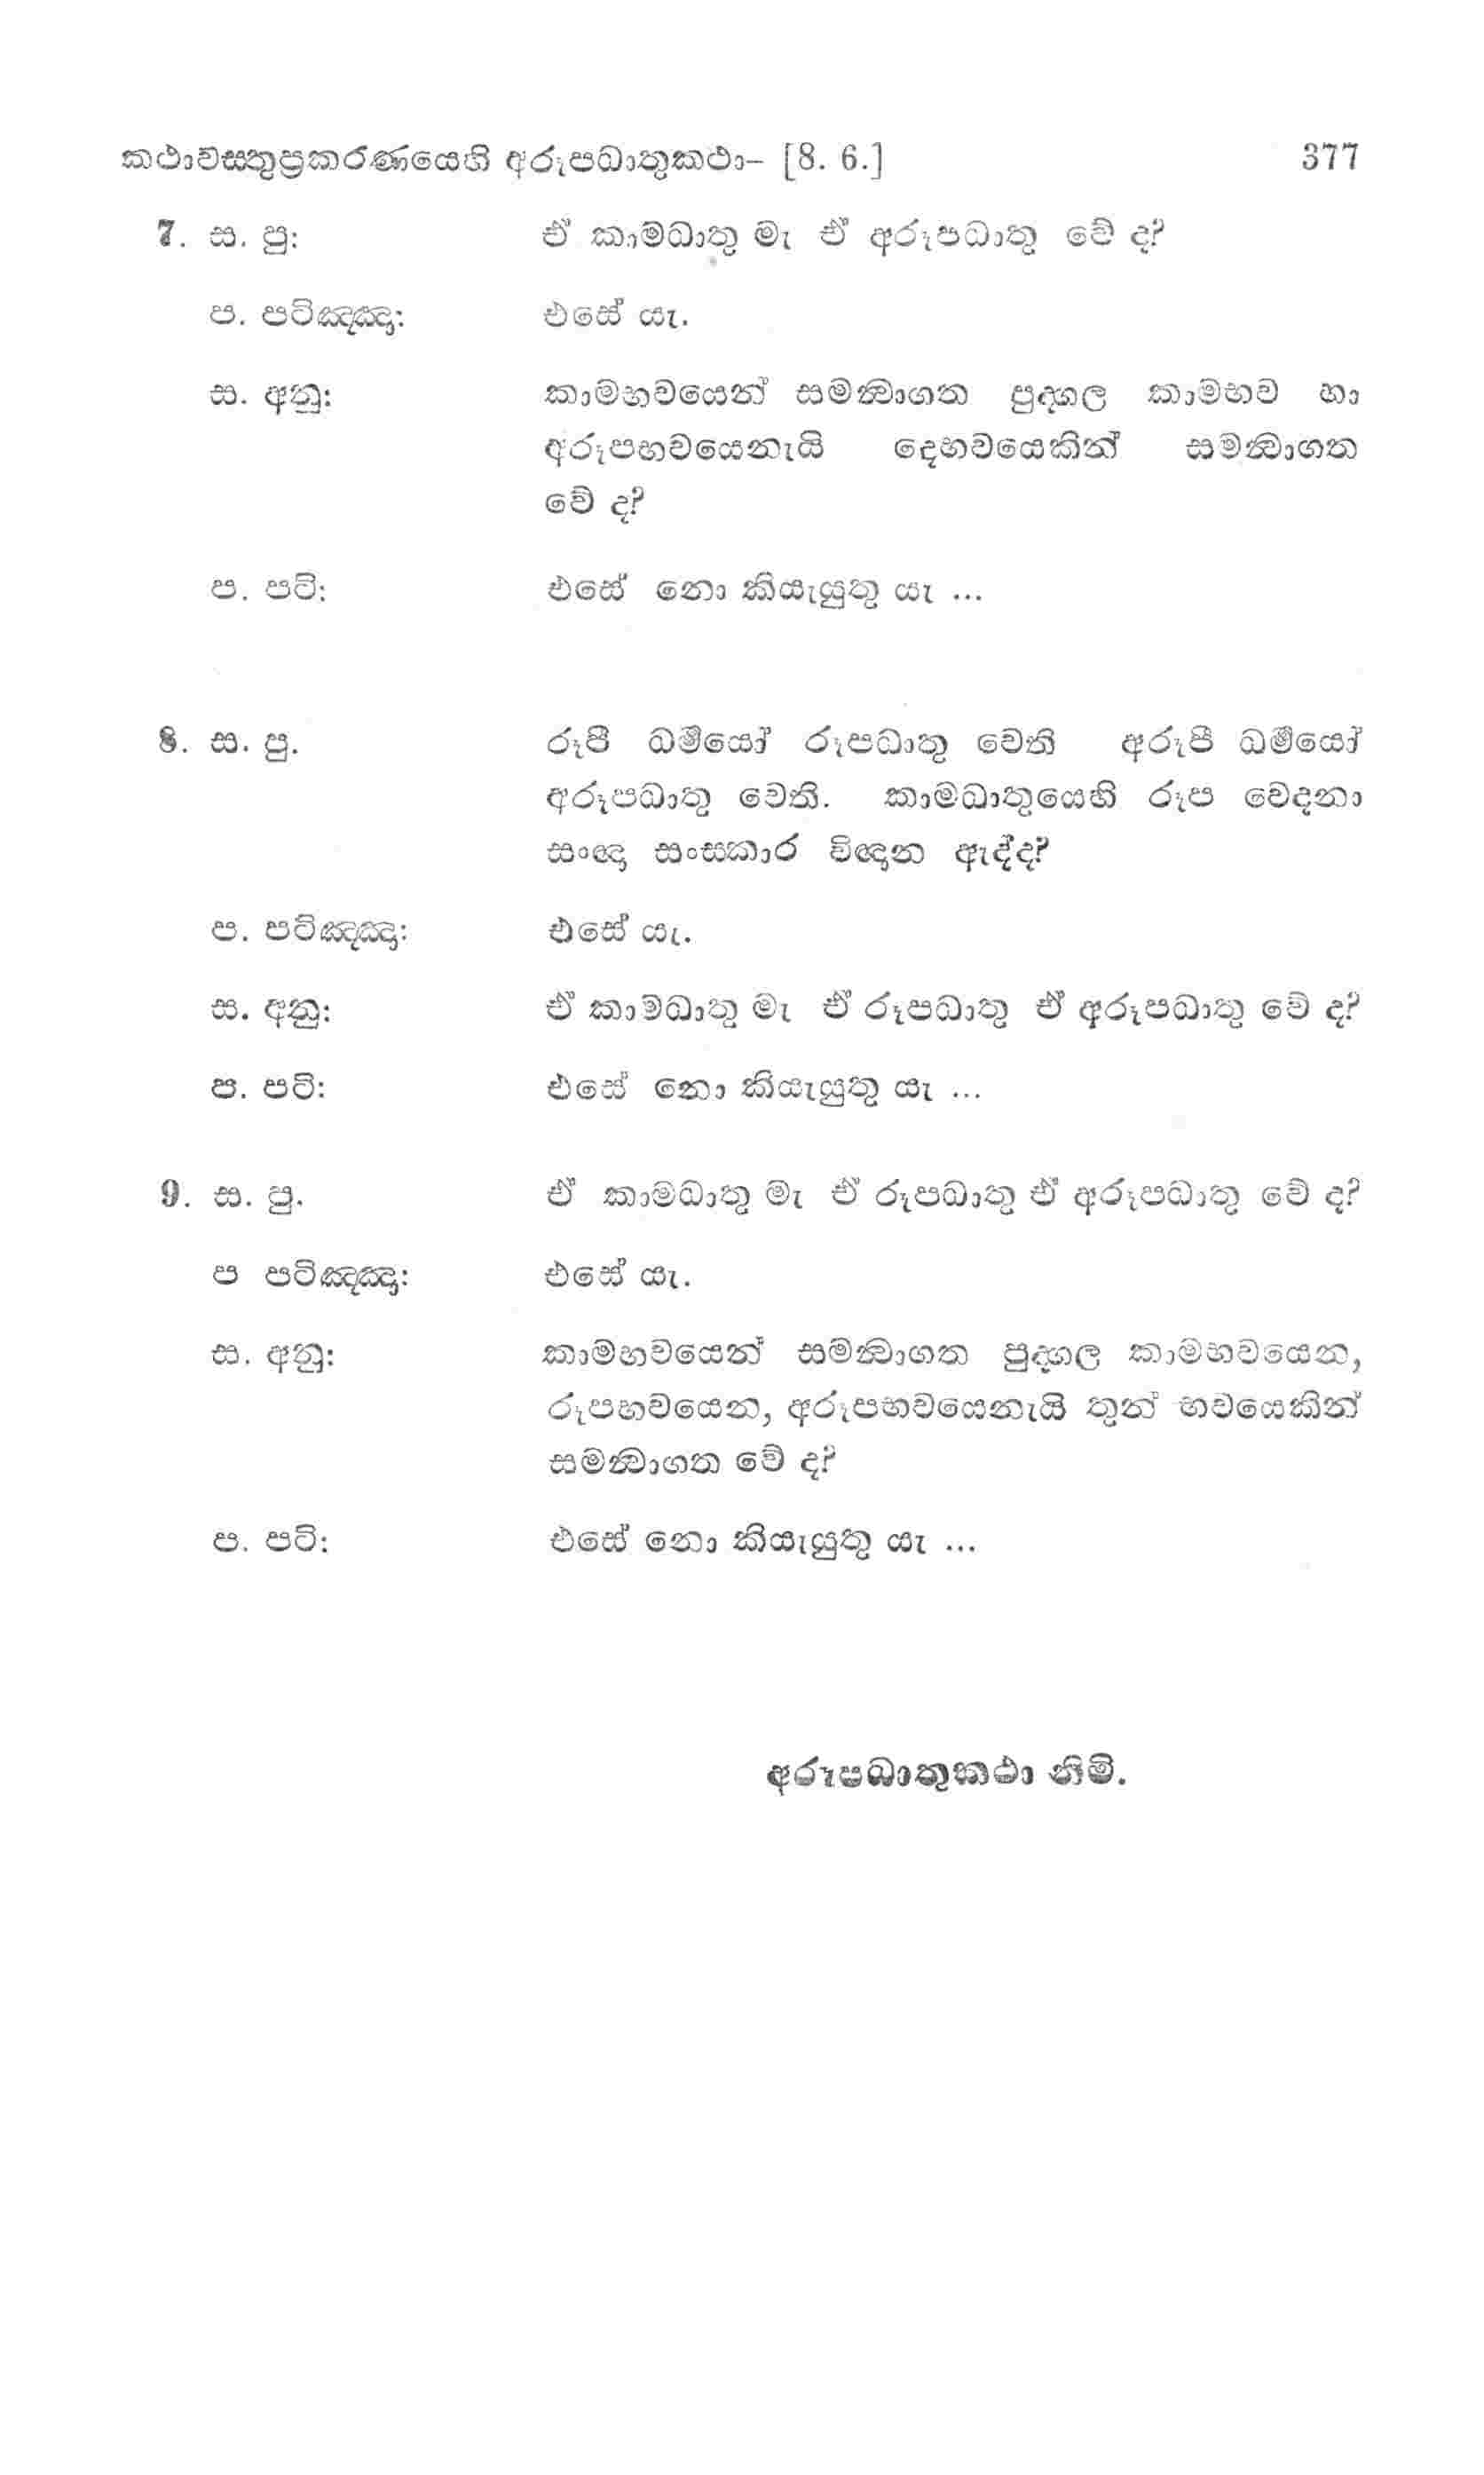 කථාවස්තුප්‍රකරණයෙහි අරූපධාතුකථා– [8. 6.] 377
7. ස. පු: ඒ කාමධාතු මැ ඒ අරූපධාතු වේ ද?
ප. පටිඤ්ඤා: එසේ යැ.
ස. අනු: කාමභවයෙන් සමන්‍වාගත පුද්ගල කාමභව හා
අරූපභවයෙනැයි දෙභවයෙකින් සමන්‍වාගත
වේ ද?
ප. පටි: එසේ නො කියැයුතු යැ ...
8. ස. පු. රූපී ධර්‍මයෝ රූපධාතු වෙති අරූපී ධර්‍මයෝ
අරූපධාතු වෙති. කාමධාතුයෙහි රූප වේදනා
සංඥා සංස්කාර විඥාන ඇද්ද?
ප. පටිඤ්ඤා: එසේ යැ.
ස. අනු: ඒ කාමධාතු මැ ඒ රූපධාතු ඒ අරූපධාතු වේ ද?
ප. පටි: එසේ නො කියැයුතු යැ ...
9. ස. පු. ඒ කාමධාතු මැ ඒ රූපධාතු ඒ අරූපධාතු වේ ද?
ප පටිඤ්ඤා: එසේ යැ.
ස. අනු: කාමභවයෙන් සමන්‍වාගත පුද්ගල කාමභවයෙන,
රූපභවයෙන, අරූපභවයෙනැයි තුන් භවයෙකින්
සමන්‍වාගත වේ ද?
ප. පටි: එසේ නො කියැයුතු යැ ...
අරූපධාතුකථා නිමි.